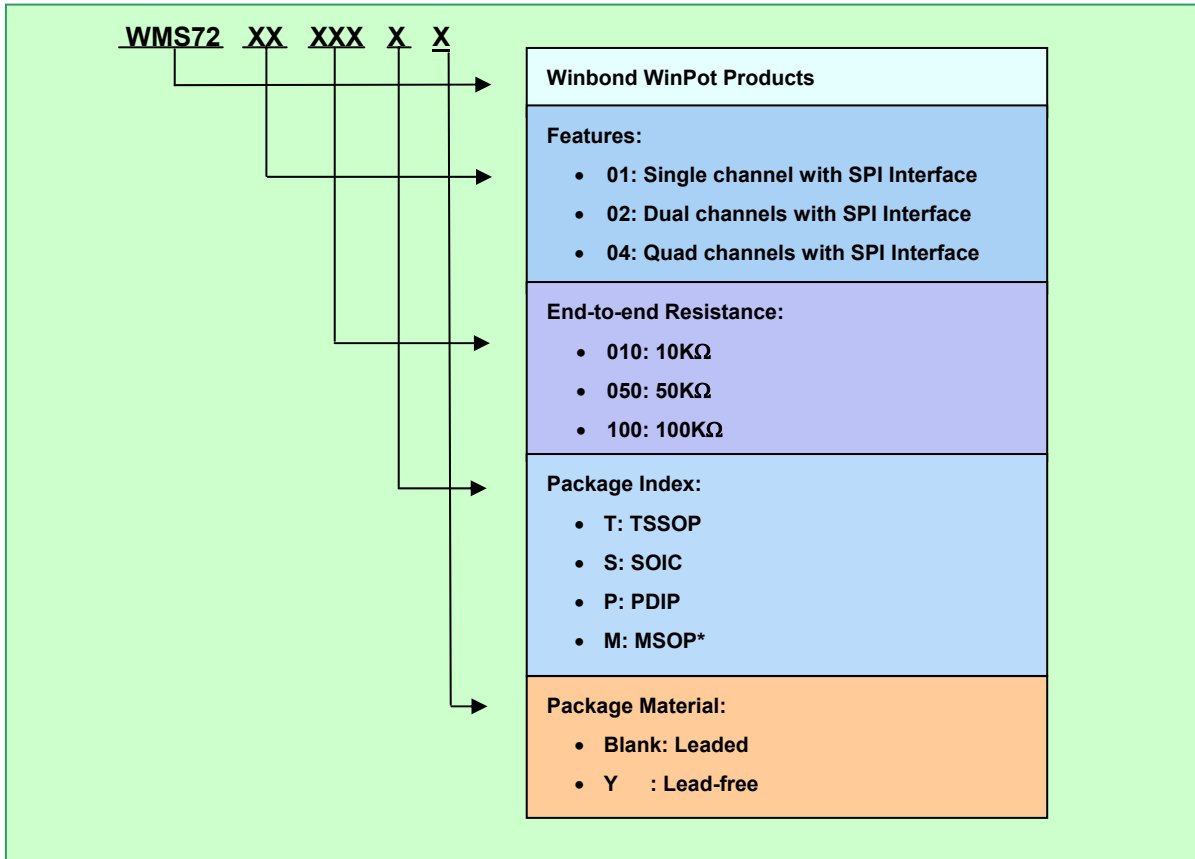 WMS72 XX XXX X X
Winbond WinPot Products
Features:
• 01: Single channel with SPI Interface
• 02: Dual channels with SPI Interface
• 04: Quad channels with SPI Interface
End-to-end Resistance:
• 010: 10KΩ
• 050: 50KΩ
• 100: 100KΩ
Package Index:
• T: TSSOP
• S: SOIC
• P: PDIP
• M: MSOP*
Package Material:
• Blank: Leaded
• Y : Lead-free